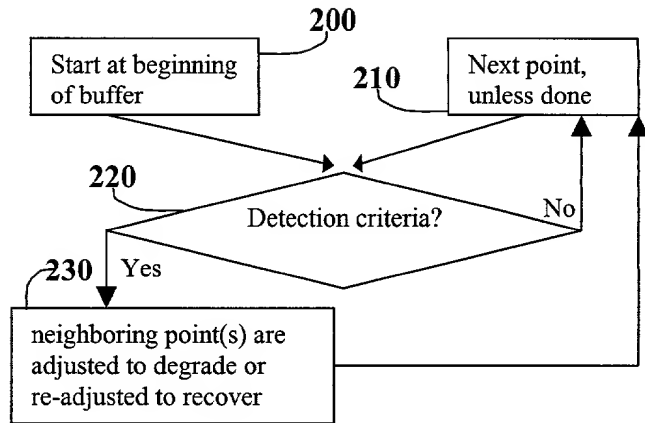 200
Start at beginning
of buffer
210
Next point,
unless done
220
Detection criteria?
No
230
Yes
neighboring point(s) are
adjusted to degrade or
re-adjusted to recover